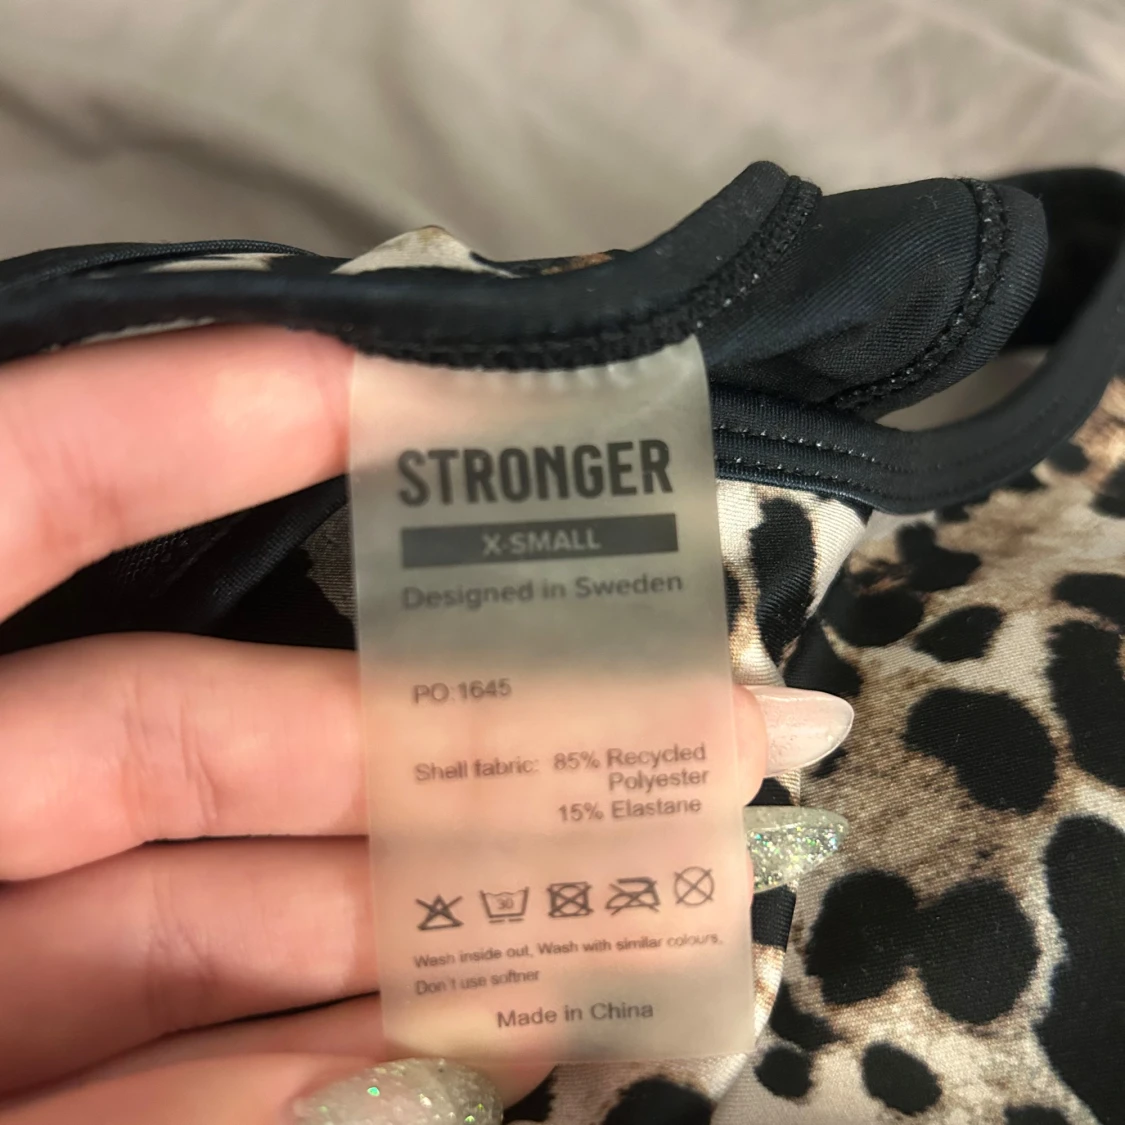 STRONGER
X-SMALL
Designed in Sweden
PO:1645
Shell fabric: 85% Recycled
Polyester
15% Elastane
30
Wash inside out, Wash with similar colours,
Don't use softner
Made in China